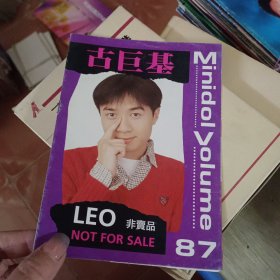 古巨基
Minidol Volume
87
LEO 非賣品
NOT FOR SALE